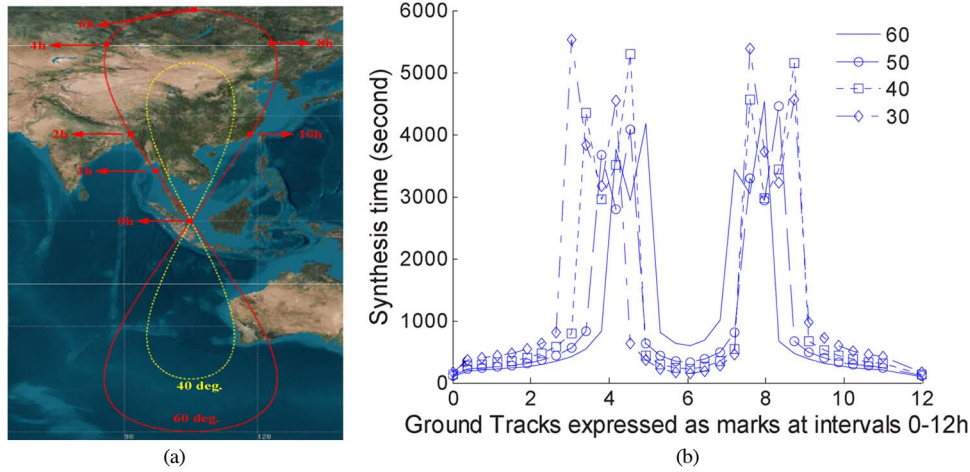 6h
4h
8h
2h
10h
1h
0h
40 deg.
60 deg.
90
120
(a)
Synthesis time (second)
6000
5000
4000
3000
2000
1000
0
60
50
40
30
0 2 4 6 8 10 12
Ground Tracks expressed as marks at intervals 0-12h
(b)